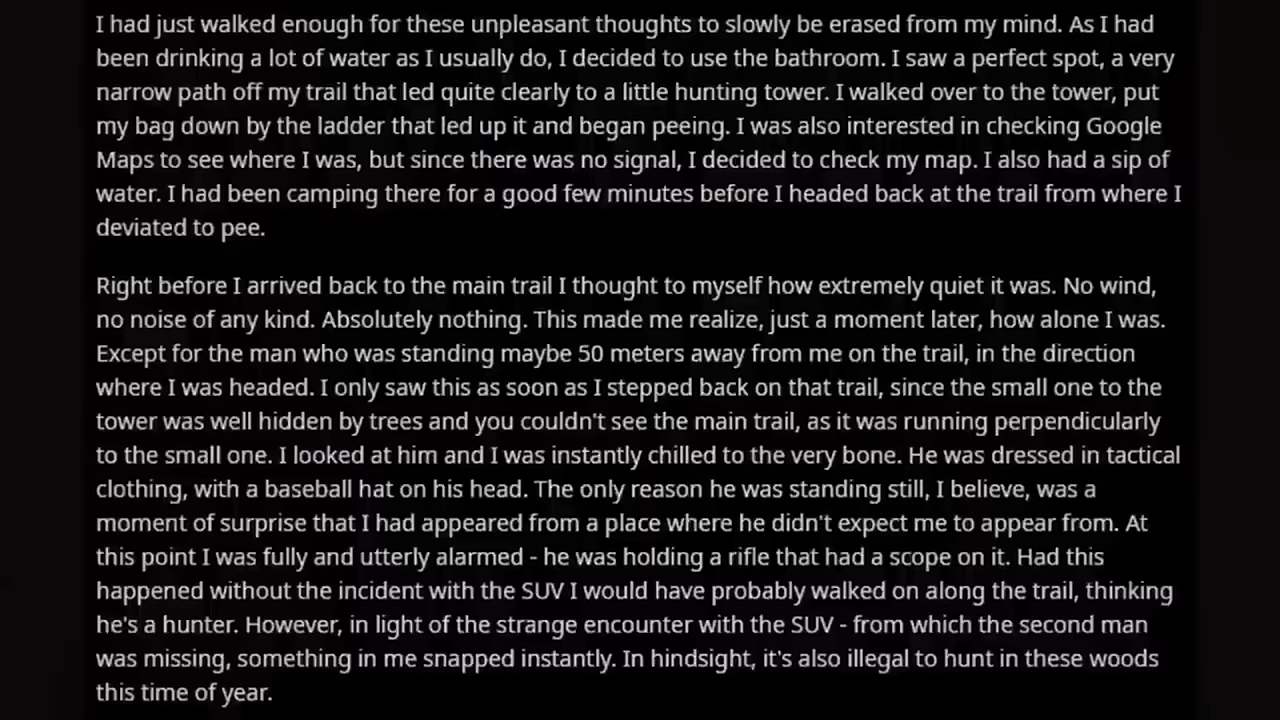 I had just walked enough for these unpleasant thoughts to slowly be erased from my mind. As I had
been drinking a lot of water as I usually do, I decided to use the bathroom. I saw a perfect spot, a very
narrow path off my trail that led quite clearly to a little hunting tower. I walked over to the tower, put
my bag down by the ladder that led up it and began peeing. I was also interested in checking Google
Maps to see where I was, but since there was no signal, I decided to check my map. I also had a sip of
water. I had been camping there for a good few minutes before I headed back at the trail from where I
deviated to pee.
Right before I arrived back to the main trail I thought to myself how extremely quiet it was. No wind,
no noise of any kind. Absolutely nothing. This made me realize, just a moment later, how alone I was.
Except for the man who was standing maybe 50 meters away from me on the trail, in the direction
where I was headed. I only saw this as soon as I stepped back on that trail, since the small one to the
tower was well hidden by trees and you couldn't see the main trail, as it was running perpendicularly
to the small one. I looked at him and I was instantly chilled to the very bone. He was dressed in tactical
clothing, with a baseball hat on his head. The only reason he was standing still, I believe, was a
moment of surprise that I had appeared from a place where he didn't expect me to appear from. At
this point I was fully and utterly alarmed - he was holding a rifle that had a scope on it. Had this
happened without the incident with the SUV I would have probably walked on along the trail, thinking
he's a hunter. However, in light of the strange encounter with the SUV - from which the second man
was missing, something in me snapped instantly. In hindsight, it's also illegal to hunt in these woods
this time of year.